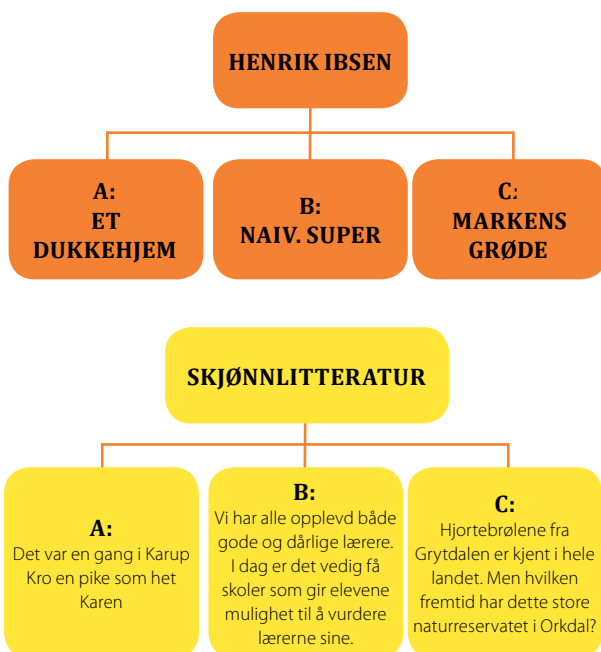 HENRIK IBSEN
A:
ET
DUKKEHJEM
B:
NAIV. SUPER
C:
MARKENS
GRØDE
SKJØNNLITTERATUR
A:
Det var en gang i Karup
Kro en pike som het
Karen
B:
Vi har alle opplevd både
gode og dårlige lærere.
I dag er det vedig få
skoler som gir elevene
mulighet til å vurdere
lærerne sine.
C:
Hjortebrølene fra
Grytdalen er kjent i hele
landet. Men hvilken
fremtid har dette store
naturreservatet i Orkdal?